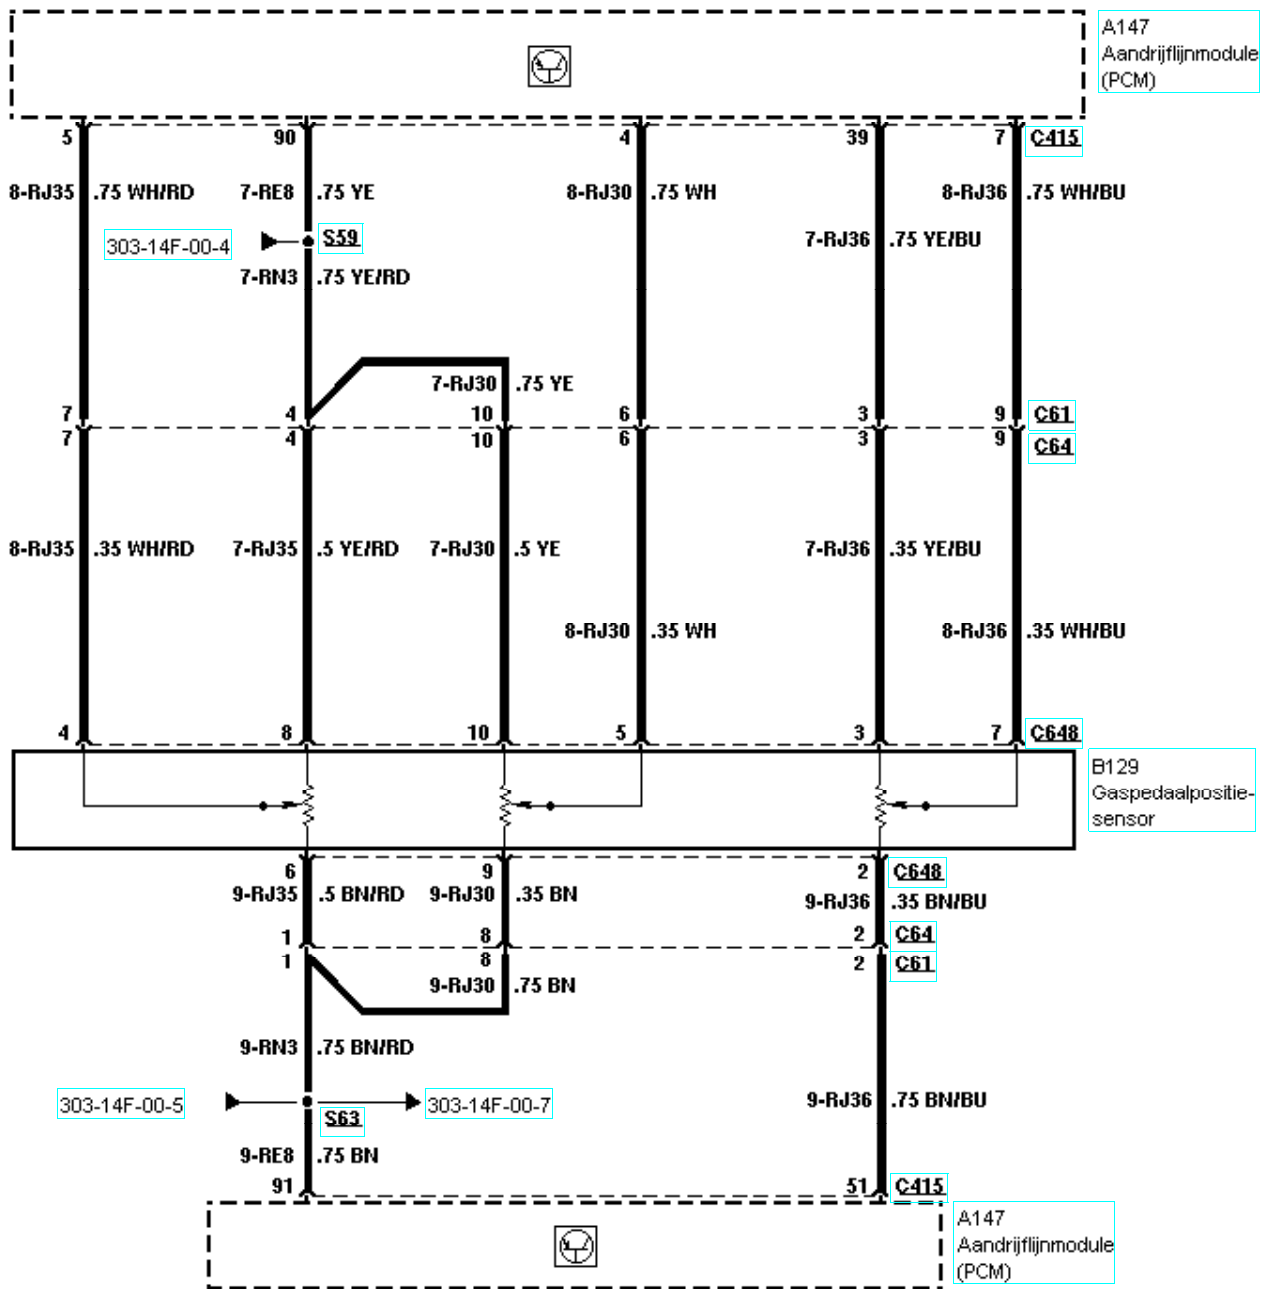 A147
Aandrijflijnmodule
(PCM)
5 90 4 39 7 C415
8-RJ35 .75 WH/RD 7-RE8 .75 YE 8-RJ30 .75 WH 8-RJ36 .75 WH/BU
303-14F-00-4 S59 7-RJ36 .75 YE/BU
7-RN3 .75 YE/RD
7-RJ30 .75 YE
7 4 10 6 3 9 C61
7 4 10 6 3 9 C64
8-RJ35 .35 WH/RD 7-RJ35 .5 YE/RD 7-RJ30 .5 YE 7-RJ36 .35 YE/BU
8-RJ30 .35 WH 8-RJ36 .35 WH/BU
4 8 10 5 3 7 C648
B129
Gaspedaalpositie-
sensor
6 9 2 C648
9-RJ35 .5 BN/RD 9-RJ30 .35 BN 9-RJ36 .35 BN/BU
1 8 2 C64
1 8 2 C61
9-RJ30 .75 BN
9-RN3 .75 BN/RD
303-14F-00-5 303-14F-00-7 9-RJ36 .75 BN/BU
S63
9-RE8 .75 BN
91 51 C415
A147
Aandrijflijnmodule
(PCM)